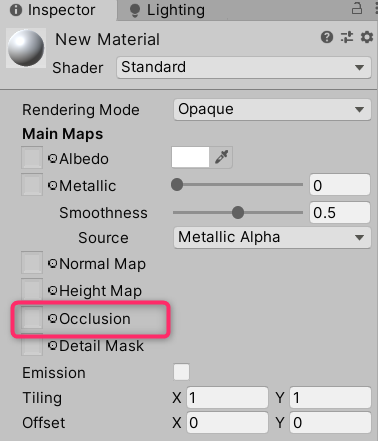 Inspector Lighting
New Material
Shader Standard
Rendering Mode Opaque
Main Maps
Albedo
Metallic 0
Smoothness 0.5
Source Metallic Alpha
Normal Map
Height Map
Occlusion
Detail Mask
Emission
Tiling X 1 Y 1
Offset X 0 Y 0